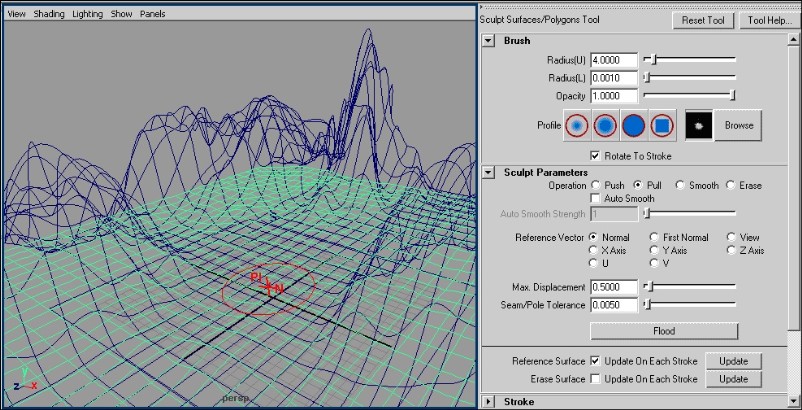 View Shading Lighting Show Panels
Sculpt Surfaces/Polygons Tool Reset Tool Tool Help...
Brush
Radius(U) 4.0000
Radius(L) 0.0010
Opacity 1.0000
Profile Browse
Rotate To Stroke
Sculpt Parameters
Operation Push Pull Smooth Erase
Auto Smooth
Auto Smooth Strength 1
Reference Vector Normal First Normal View
X Axis Y Axis Z Axis
U V
Max. Displacement 0.5000
Seam/Pole Tolerance 0.0050
Flood
Reference Surface Update On Each Stroke Update
Erase Surface Update On Each Stroke Update
Stroke
Pl N
y
z x
persp